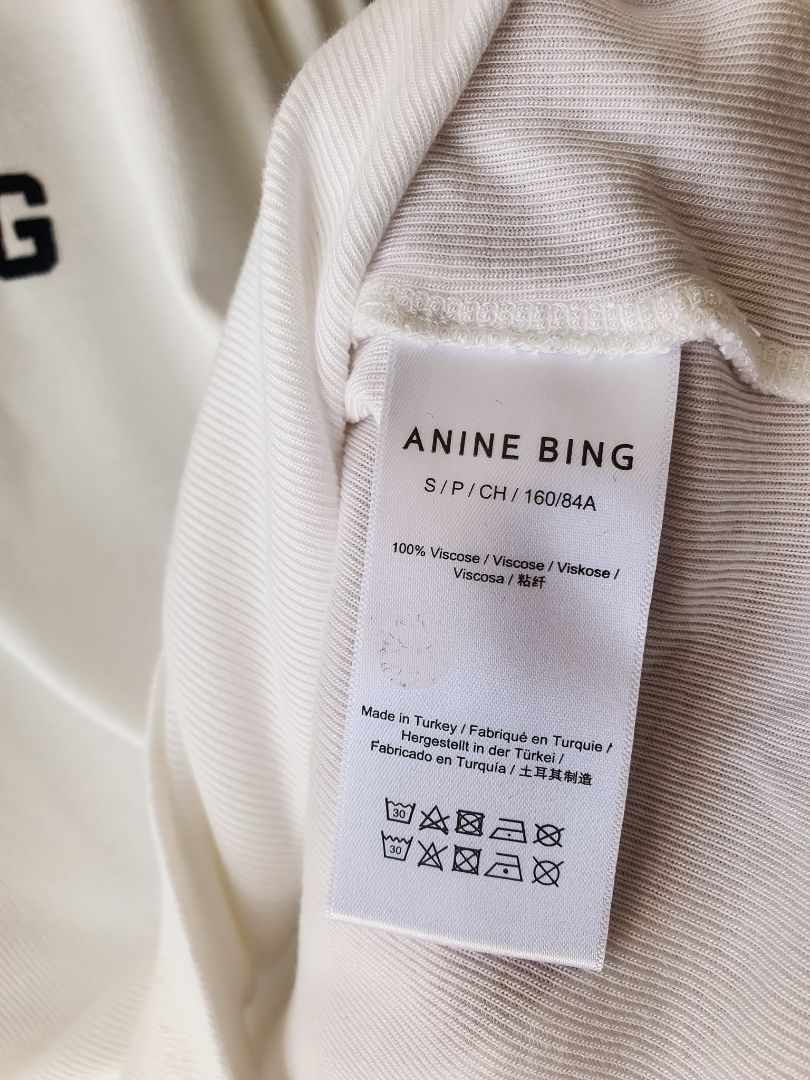 G
ANINE BING
S / P / CH / 160/84A
100% Viscose / Viscose / Viskose /
Viscosa / 粘纤
Made in Turkey / Fabriqué en Turquie /
Hergestellt in der Türkei /
Fabricado en Turquía / 土耳其制造
30
30